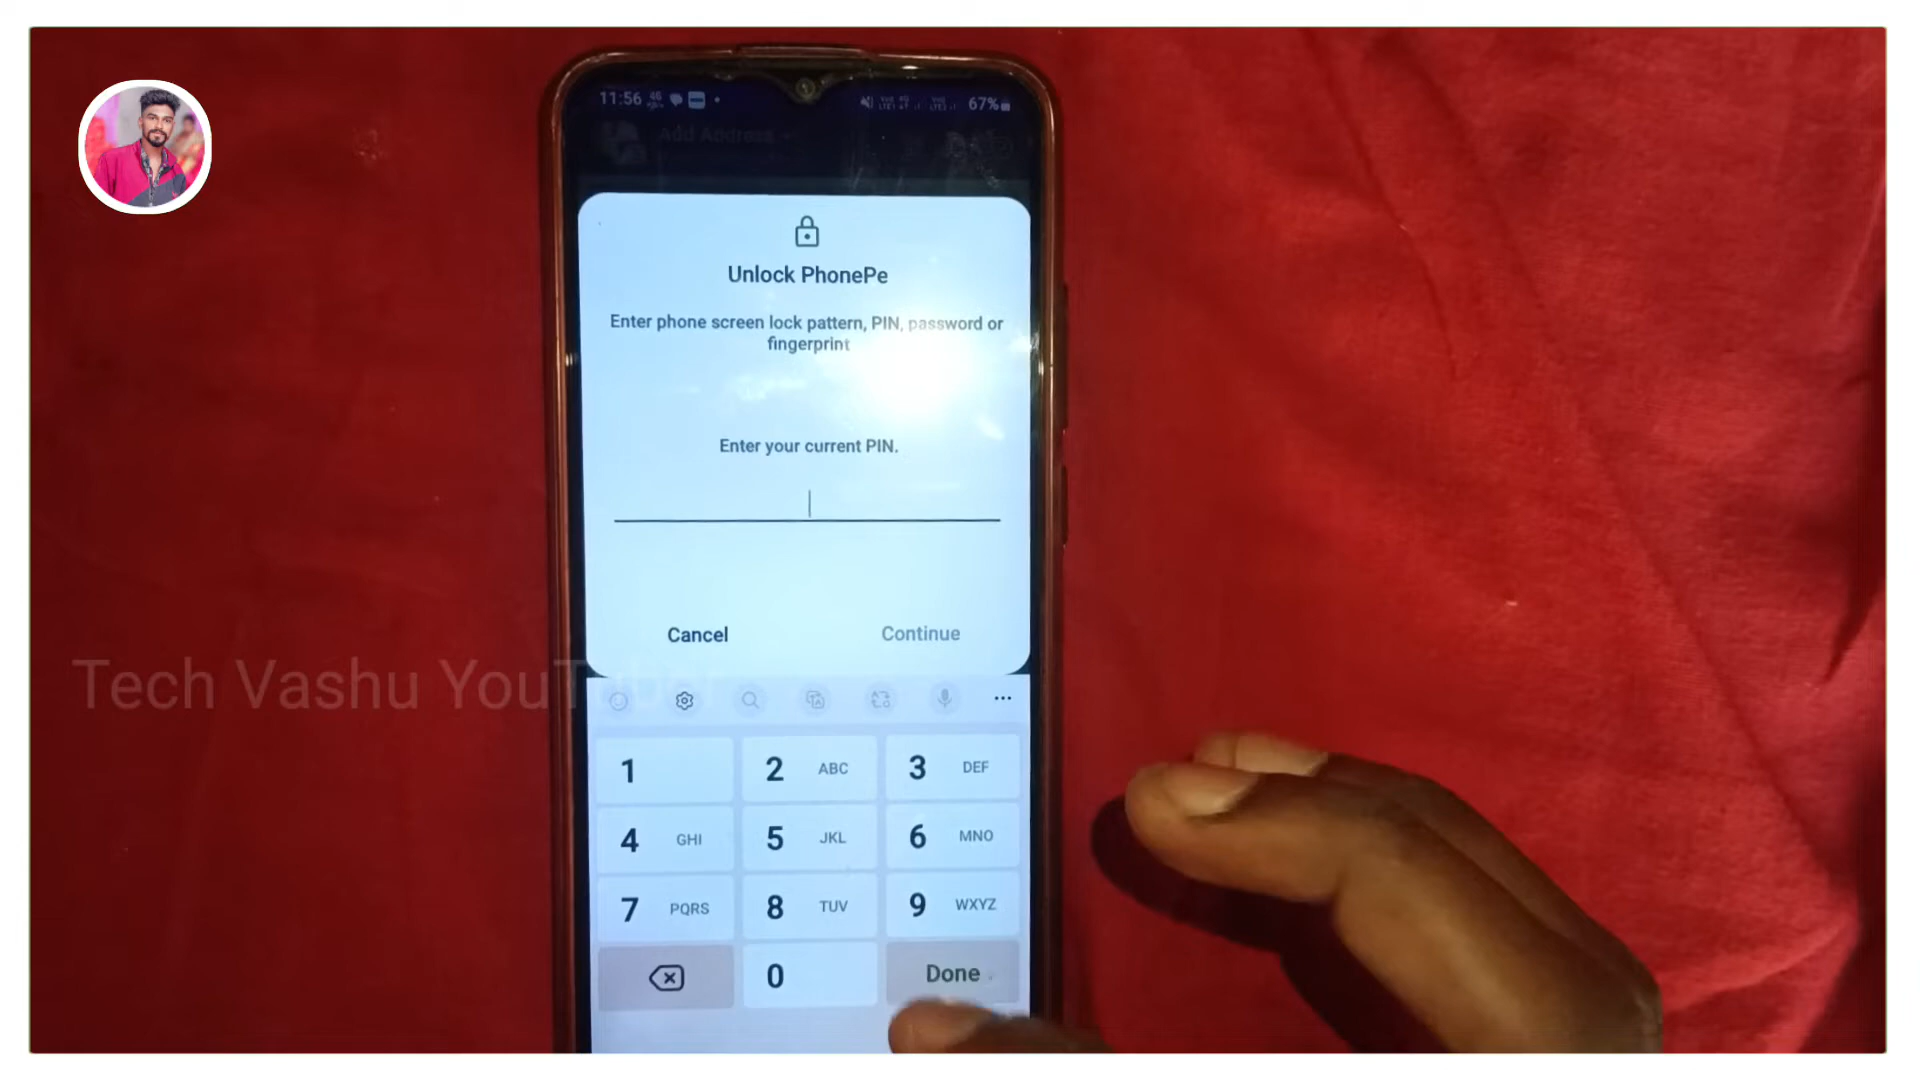 11:56
67%
Add Address
Unlock PhonePe
Enter phone screen lock pattern, PIN, password or
fingerprint
Enter your current PIN.
Cancel
Continue
Tech Vashu YouT
1
2 ABC
3 DEF
4 GHI
5 JKL
6 MNO
7 PQRS
8 TUV
9 WXYZ
0
Done